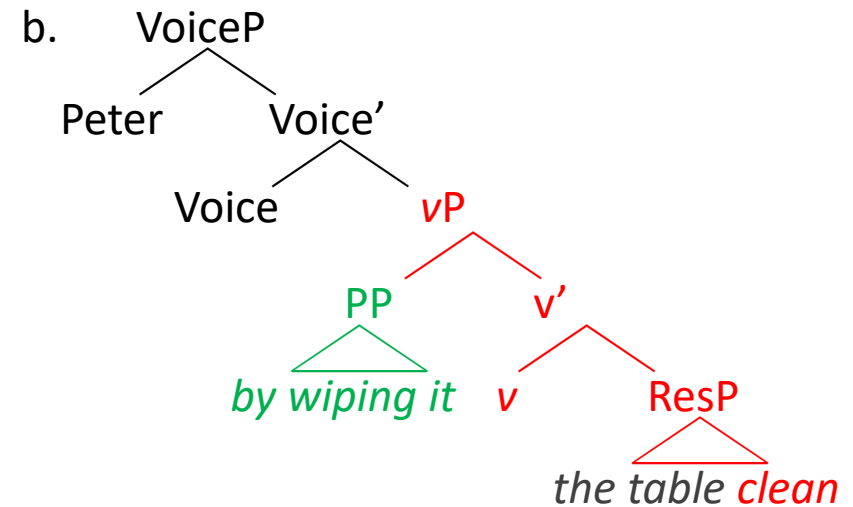 b. VoiceP
Peter Voice’
Voice vP
PP v’
by wiping it v ResP
the table clean